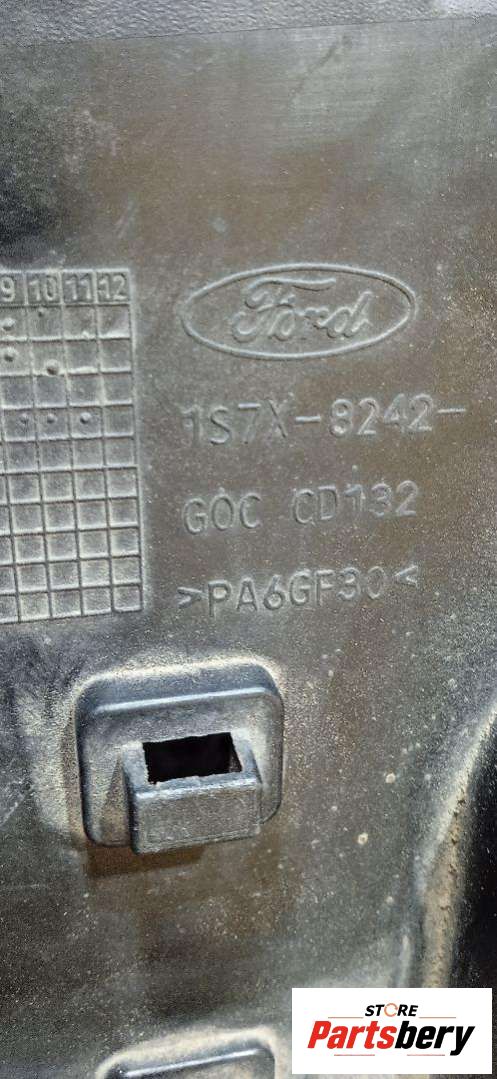 9 10 11 12
Ford
1S7X-8242-
GOC CD132
>PA6GF30<
STORE
Partsbery